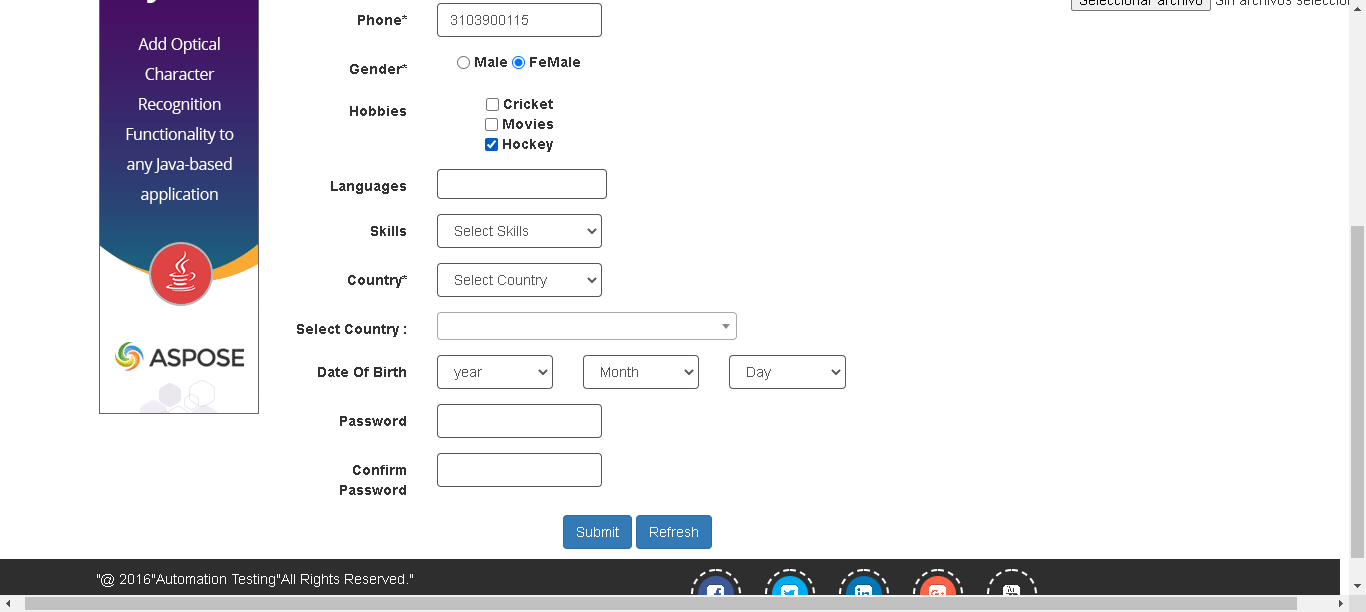 Seleccionar archivo Sin archivos seleccio
Phone* 3103900115
Gender* Male FeMale
Hobbies Cricket
Movies
Hockey
Languages
Skills Select Skills
Country* Select Country
Select Country :
Date Of Birth year Month Day
Password
Confirm
Password
Submit Refresh
Add Optical
Character
Recognition
Functionality to
any Java-based
application
ASPOSE
"@ 2016"Automation Testing"All Rights Reserved."